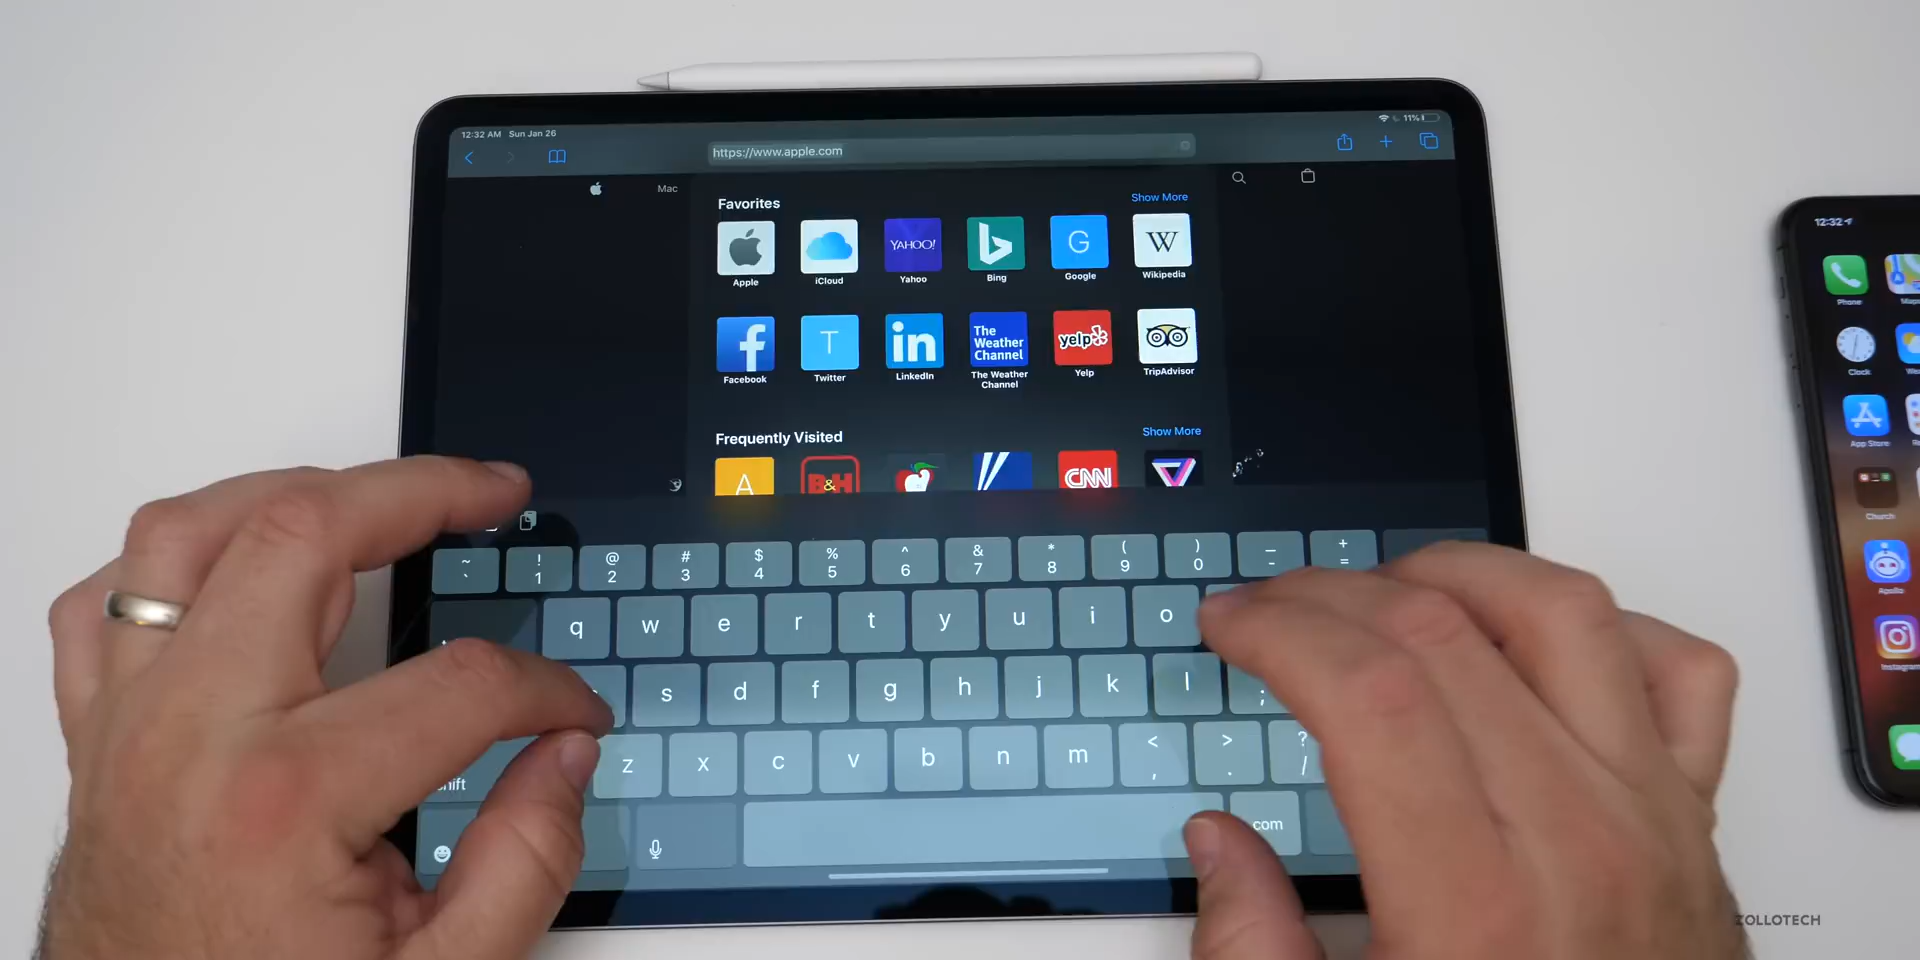 12:32 AM Sun Jan 26
11%
https://www.apple.com
Mac
Favorites
Show More
Apple
iCloud
YAHOO!
Yahoo
Bing
G
Google
W
Wikipedia
f
Facebook
T
Twitter
in
LinkedIn
The Weather Channel
The Weather Channel
yelp
Yelp
TripAdvisor
Frequently Visited
Show More
A
B&H
CNN
~ ! @ # $ % ^ & * ( ) _ +
` 1 2 3 4 5 6 7 8 9 0 - =
q w e r t y u i o
s d f g h j k l ;
z x c v b n m < > ?
, . /
com
12:32
Phone
Clock
App Store
Church
Apollo
ZOLLOTECH